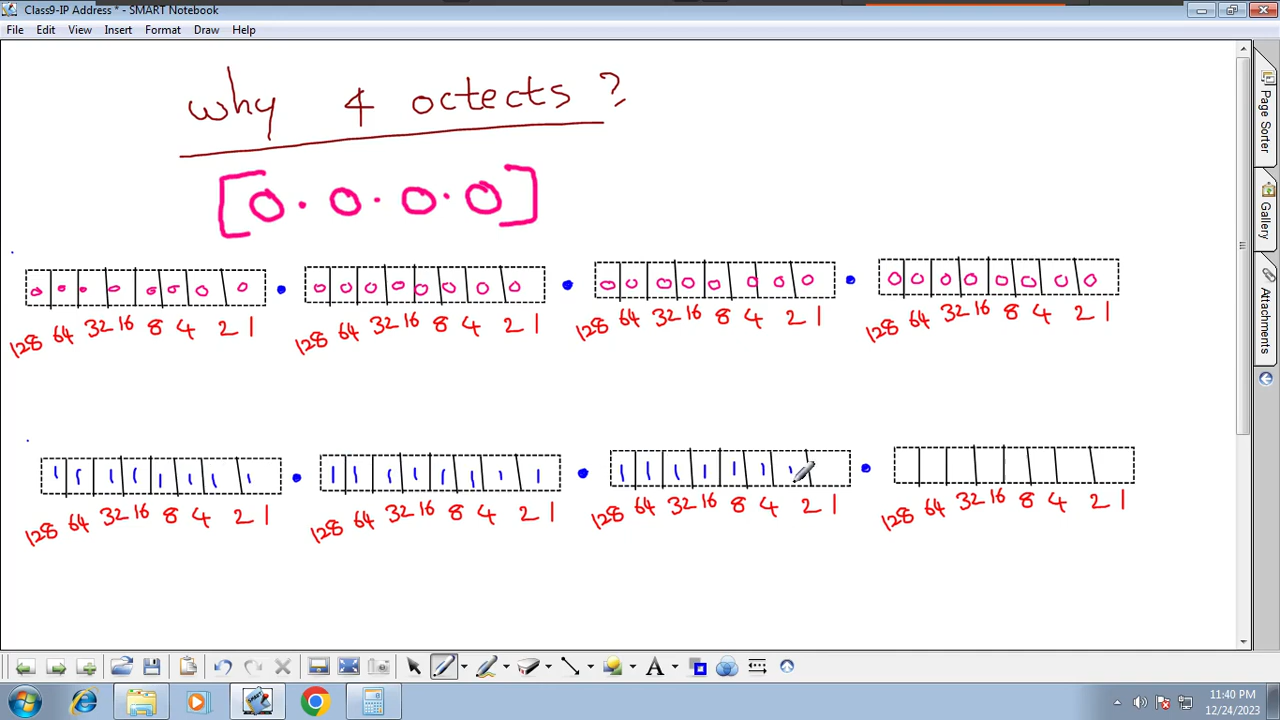 Class9-IP Address * - SMART Notebook
File Edit View Insert Format Draw Help
why 4 octects ?
[0.0.0.0]
0 0 0 0 0 0 0 0 . 0 0 0 0 0 0 0 0 . 0 0 0 0 0 0 0 0 . 0 0 0 0 0 0 0 0
128 64 32 16 8 4 2 1 128 64 32 16 8 4 2 1 128 64 32 16 8 4 2 1 128 64 32 16 8 4 2 1
1 1 1 1 1 1 1 1 . 1 1 1 1 1 1 1 1 . 1 1 1 1 1 1 1 .
128 64 32 16 8 4 2 1 128 64 32 16 8 4 2 1 128 64 32 16 8 4 2 1 128 64 32 16 8 4 2 1
Page Sorter
Gallery
Attachments
11:40 PM
12/24/2023